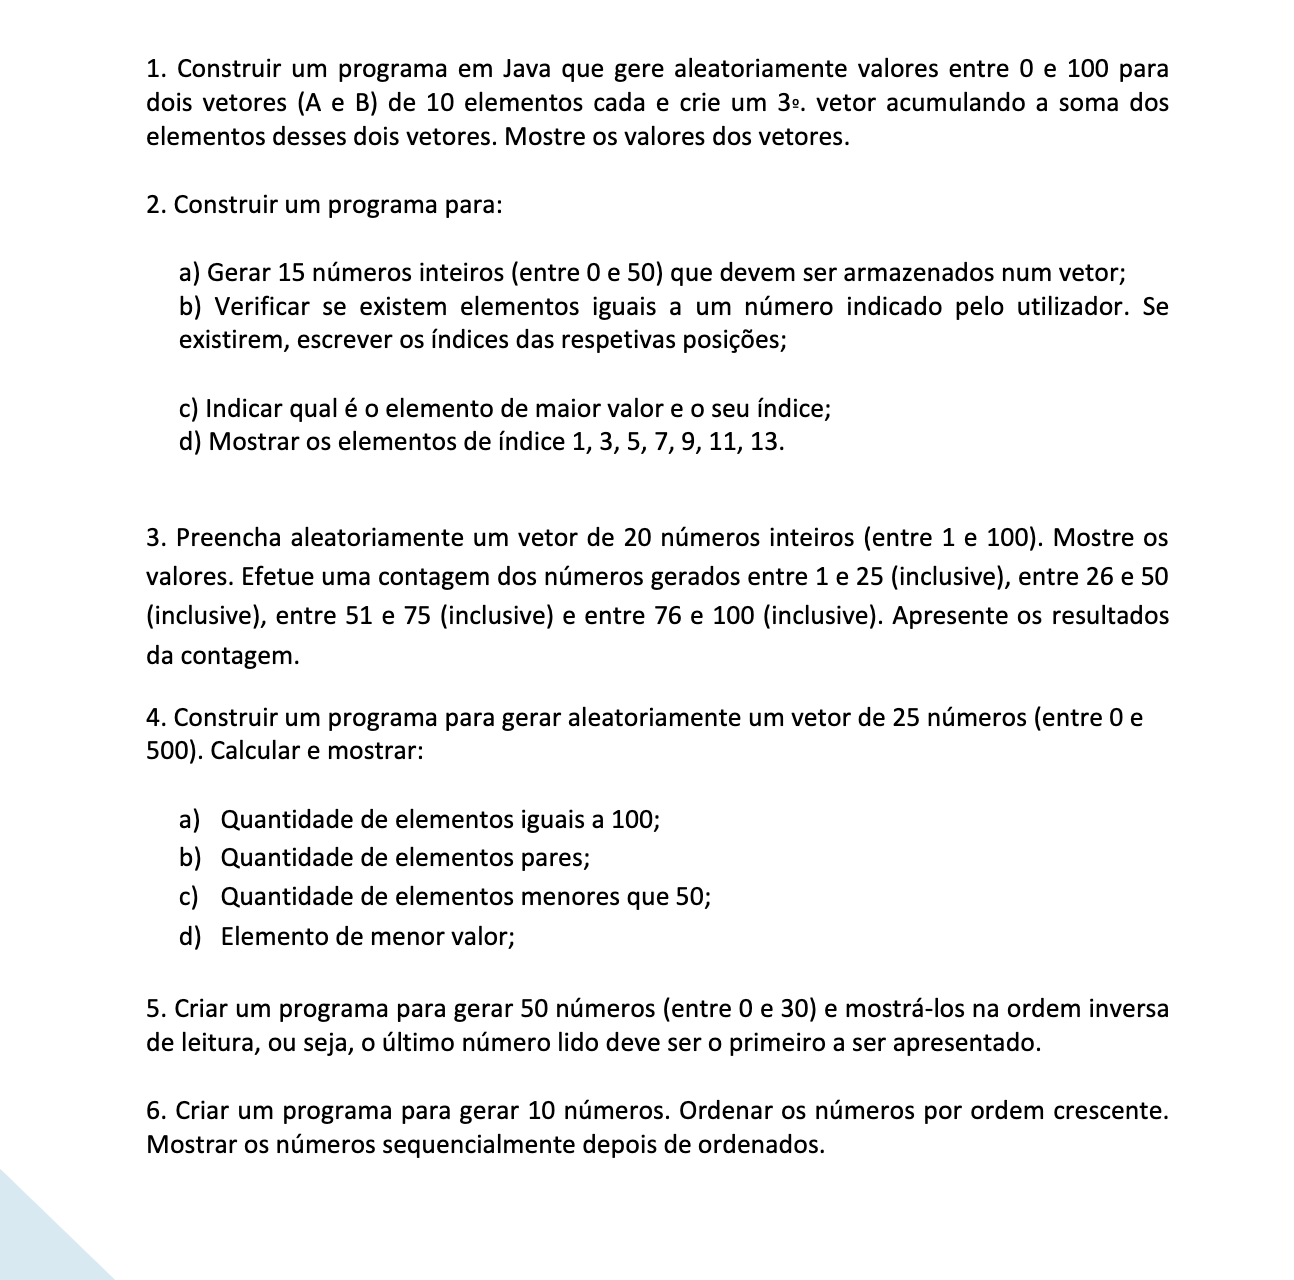 1. Construir um programa em Java que gere aleatoriamente valores entre 0 e 100 para
dois vetores (A e B) de 10 elementos cada e crie um 3º. vetor acumulando a soma dos
elementos desses dois vetores. Mostre os valores dos vetores.
2. Construir um programa para:
a) Gerar 15 números inteiros (entre 0 e 50) que devem ser armazenados num vetor;
b) Verificar se existem elementos iguais a um número indicado pelo utilizador. Se
existirem, escrever os índices das respetivas posições;
c) Indicar qual é o elemento de maior valor e o seu índice;
d) Mostrar os elementos de índice 1, 3, 5, 7, 9, 11, 13.
3. Preencha aleatoriamente um vetor de 20 números inteiros (entre 1 e 100). Mostre os
valores. Efetue uma contagem dos números gerados entre 1 e 25 (inclusive), entre 26 e 50
(inclusive), entre 51 e 75 (inclusive) e entre 76 e 100 (inclusive). Apresente os resultados
da contagem.
4. Construir um programa para gerar aleatoriamente um vetor de 25 números (entre 0 e
500). Calcular e mostrar:
a) Quantidade de elementos iguais a 100;
b) Quantidade de elementos pares;
c) Quantidade de elementos menores que 50;
d) Elemento de menor valor;
5. Criar um programa para gerar 50 números (entre 0 e 30) e mostrá-los na ordem inversa
de leitura, ou seja, o último número lido deve ser o primeiro a ser apresentado.
6. Criar um programa para gerar 10 números. Ordenar os números por ordem crescente.
Mostrar os números sequencialmente depois de ordenados.